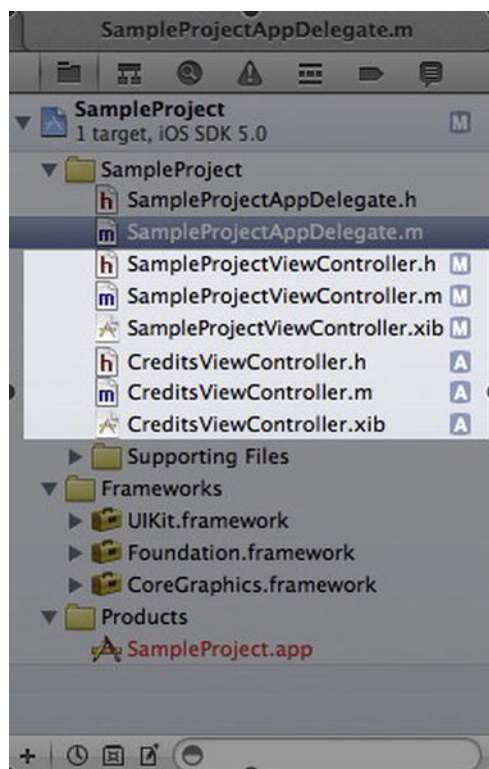 SampleProjectAppDelegate.m
SampleProject
1 target, iOS SDK 5.0 M
SampleProject
h SampleProjectAppDelegate.h
m SampleProjectAppDelegate.m
h SampleProjectViewController.h M
m SampleProjectViewController.m M
SampleProjectViewController.xib M
h CreditsViewController.h A
m CreditsViewController.m A
CreditsViewController.xib A
Supporting Files
Frameworks
UIKit.framework
Foundation.framework
CoreGraphics.framework
Products
SampleProject.app